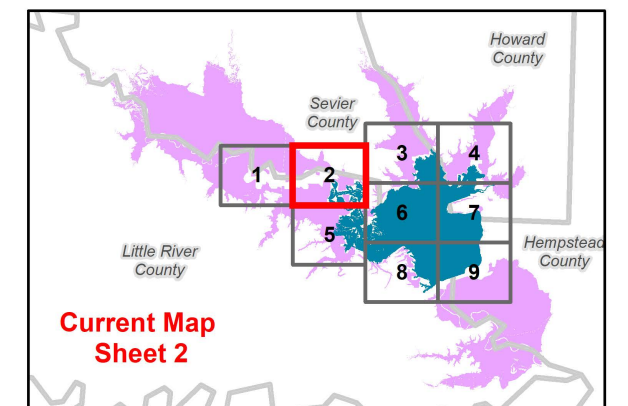 Howard
County
Sevier
County
3
4
1
2
6
7
5
Little River
County
Hempstead
County
8
9
Current Map
Sheet 2